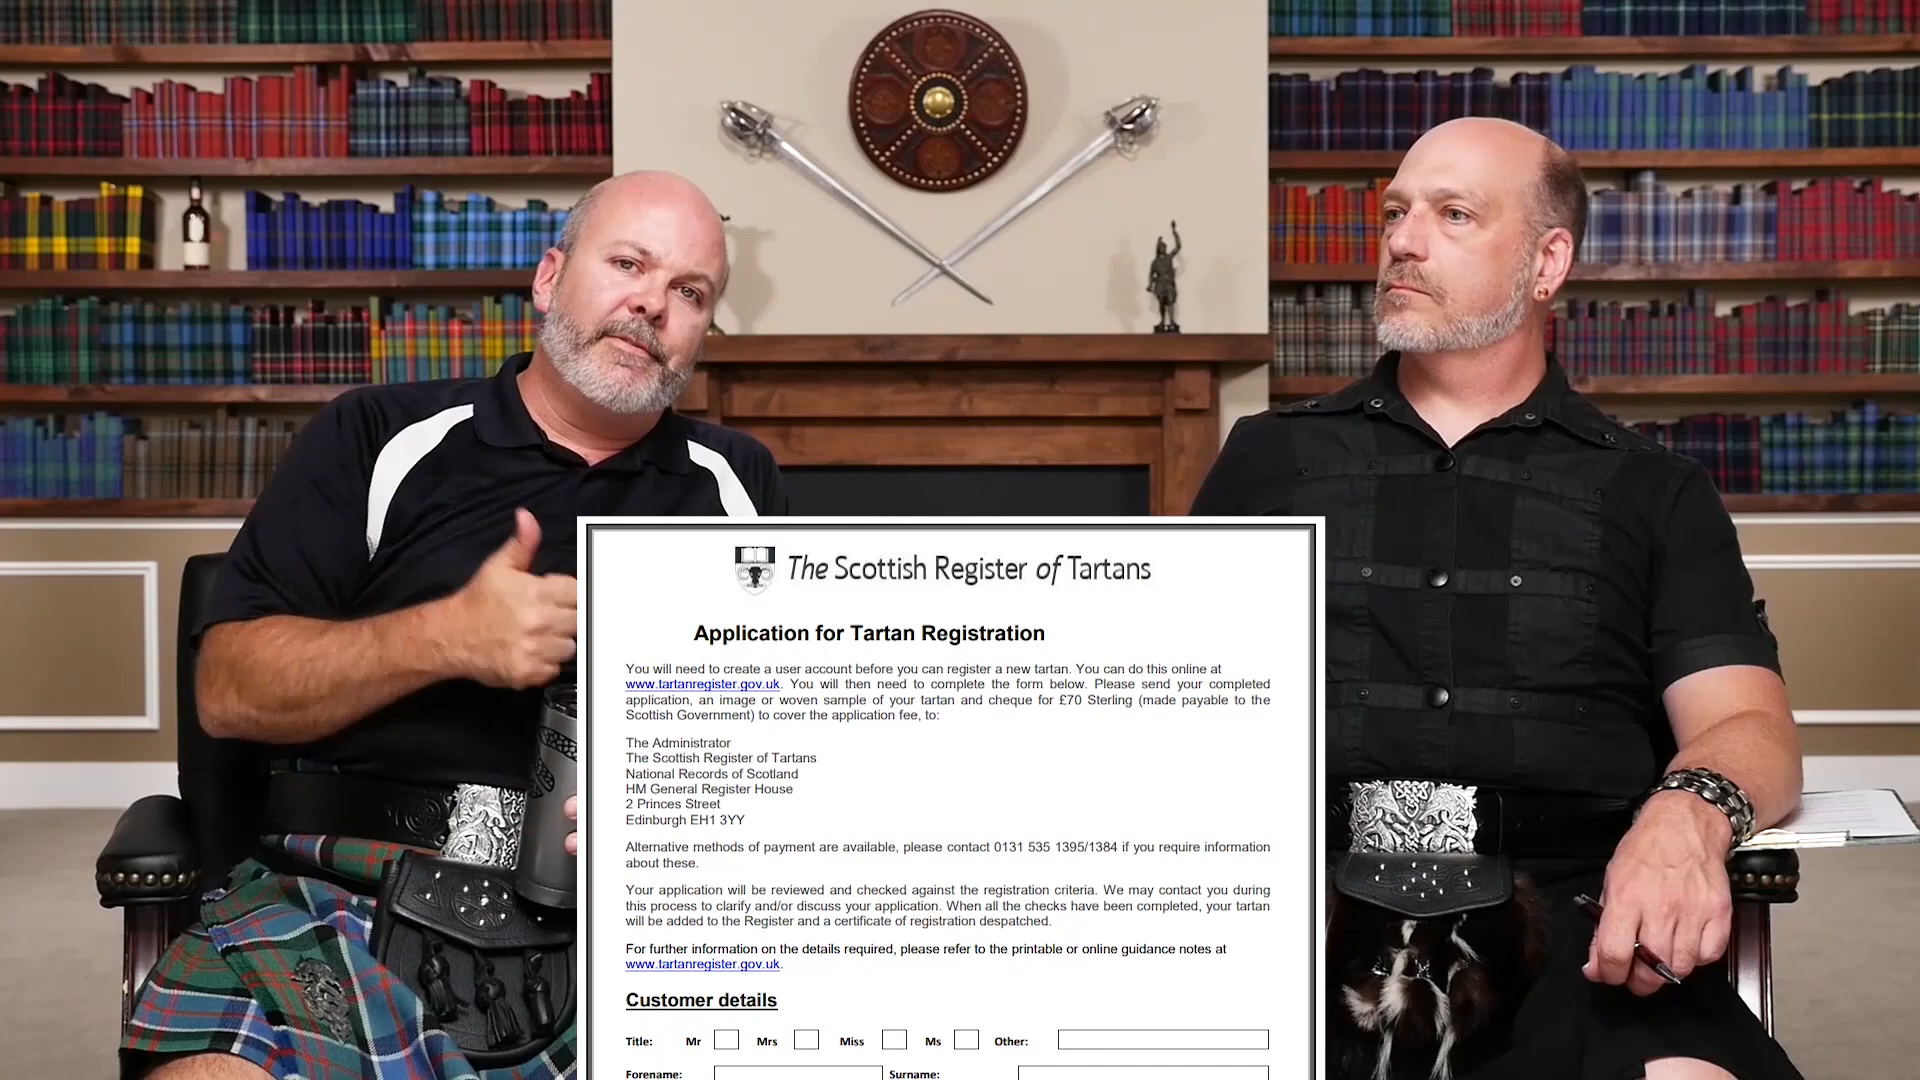 The Scottish Register of Tartans
Application for Tartan Registration
You will need to create a user account before you can register a new tartan. You can do this online at
www.tartanregister.gov.uk. You will then need to complete the form below. Please send your completed
application, an image or woven sample of your tartan and cheque for £70 Sterling (made payable to the
Scottish Government) to cover the application fee, to:
The Administrator
The Scottish Register of Tartans
National Records of Scotland
HM General Register House
2 Princes Street
Edinburgh EH1 3YY
Alternative methods of payment are available, please contact 0131 535 1395/1384 if you require information
about these.
Your application will be reviewed and checked against the registration criteria. We may contact you during
this process to clarify and/or discuss your application. When all the checks have been completed, your tartan
will be added to the Register and a certificate of registration despatched.
For further information on the details required, please refer to the printable or online guidance notes at
www.tartanregister.gov.uk.
Customer details
Title: Mr Mrs Miss Ms Other:
Forename: Surname: